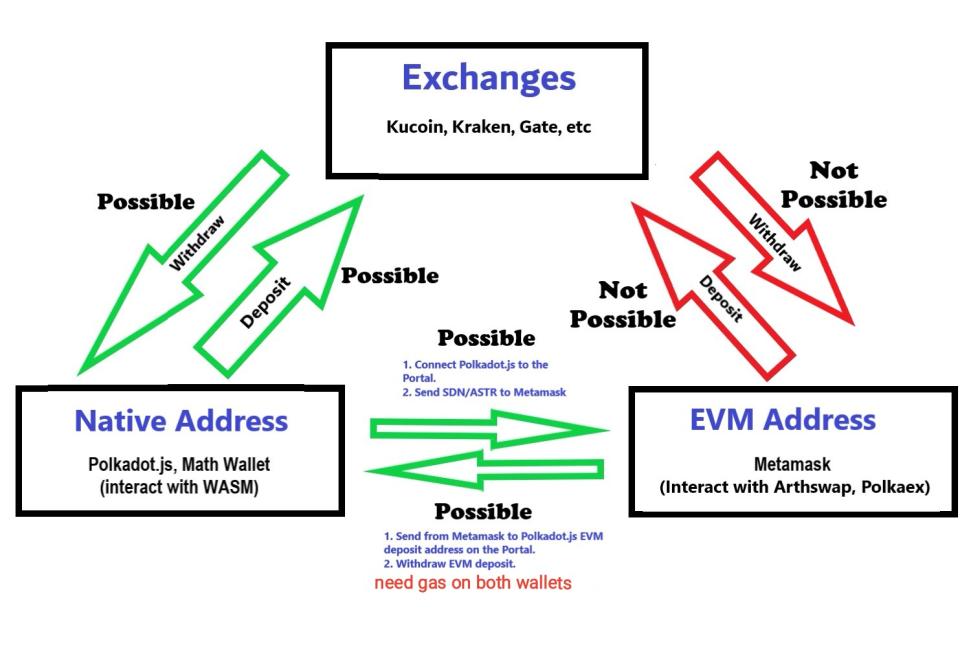 Exchanges
Kucoin, Kraken, Gate, etc
Possible
Withdraw
Deposit
Possible
Not
Possible
Withdraw
Not
Possible
Deposit
Possible
1. Connect Polkadot.js to the
Portal.
2. Send SDN/ASTR to Metamask
Native Address
Polkadot.js, Math Wallet
(interact with WASM)
EVM Address
Metamask
(Interact with Arthswap, Polkaex)
Possible
1. Send from Metamask to Polkadot.js EVM
deposit address on the Portal.
2. Withdraw EVM deposit.
need gas on both wallets